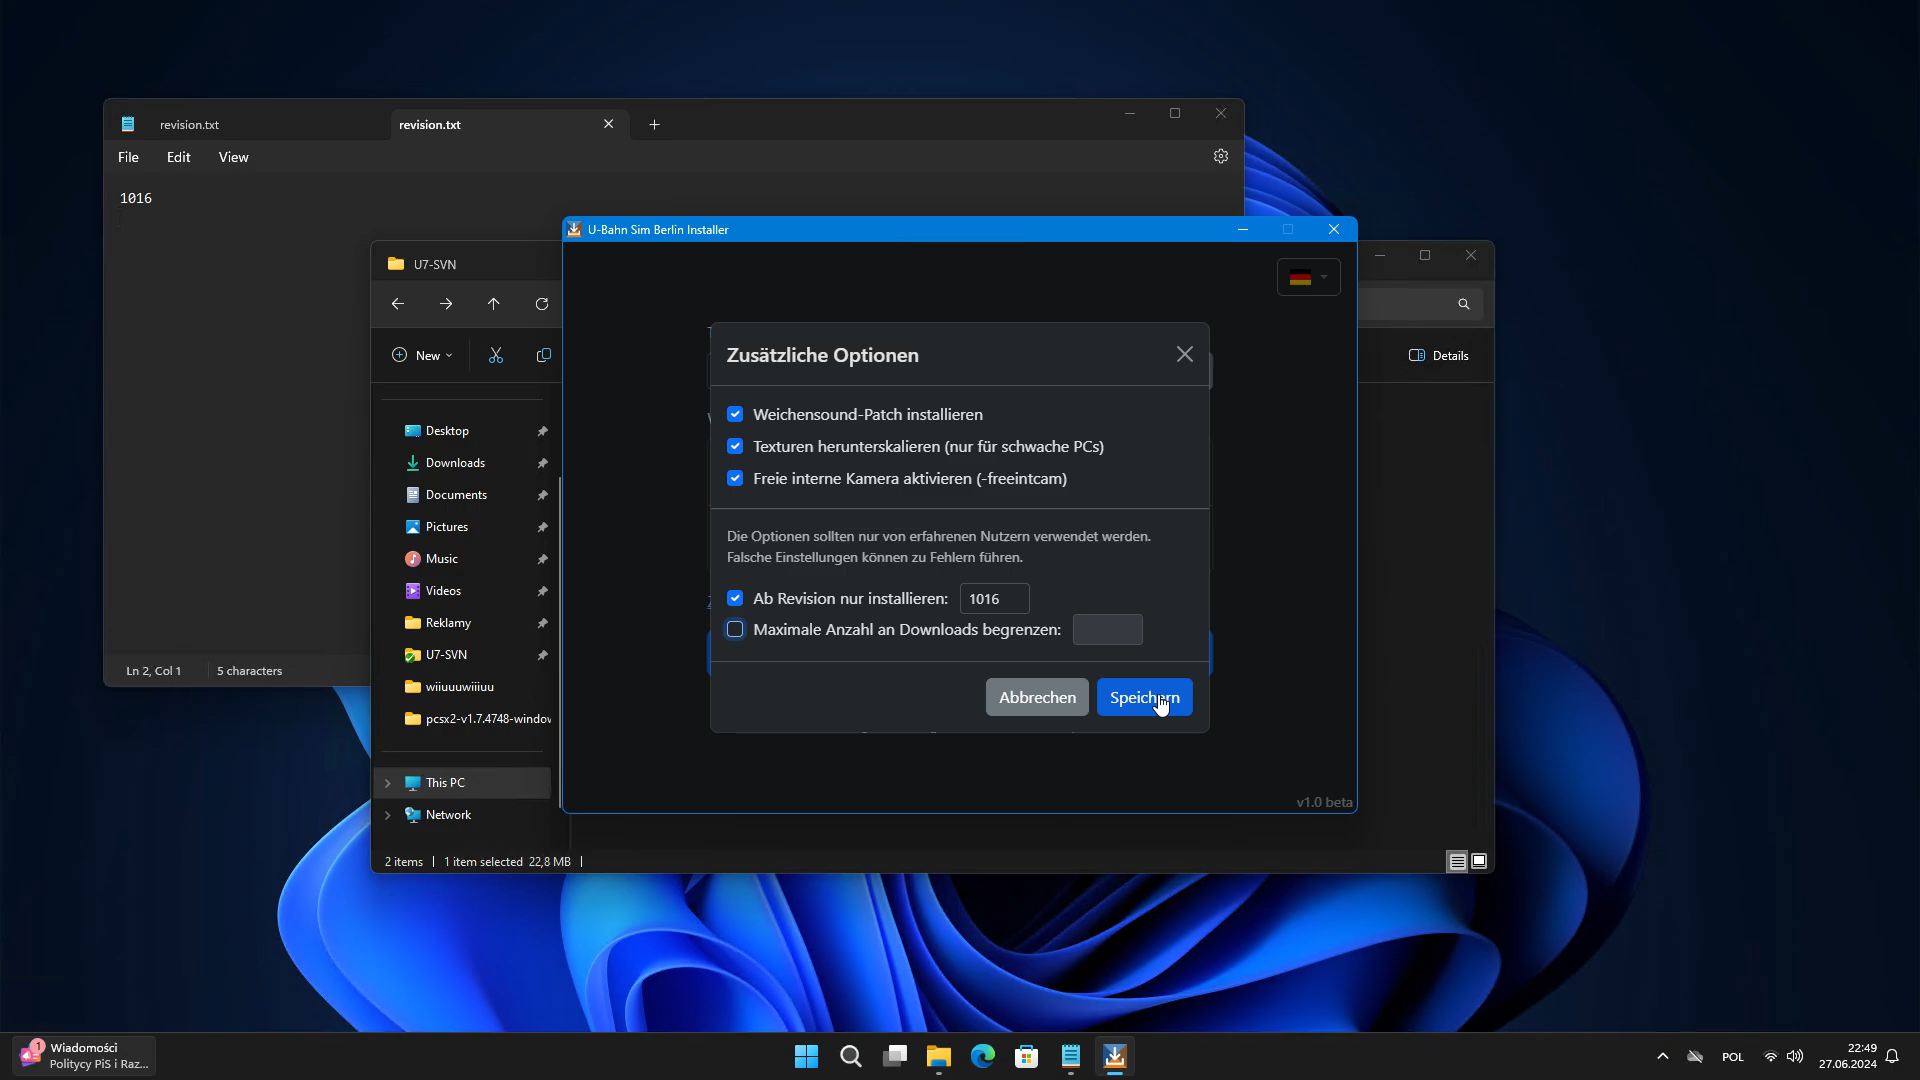 revision.txt
revision.txt
File
Edit
View
1016
Ln 2, Col 1
5 characters
U7-SVN
New
Details
Desktop
Downloads
Documents
Pictures
Music
Videos
Reklamy
U7-SVN
wiiuuuwiiiuu
pcsx2-v1.7.4748-window
This PC
Network
2 items
1 item selected 22,8 MB
U-Bahn Sim Berlin Installer
Zusätzliche Optionen
Weichensound-Patch installieren
Texturen herunterskalieren (nur für schwache PCs)
Freie interne Kamera aktivieren (-freeintcam)
Die Optionen sollten nur von erfahrenen Nutzern verwendet werden.
Falsche Einstellungen können zu Fehlern führen.
Ab Revision nur installieren: 1016
Maximale Anzahl an Downloads begrenzen:
Abbrechen
Speichern
v1.0 beta
1
Wiadomości
Politycy PiS i Raz...
POL
22:49
27.06.2024